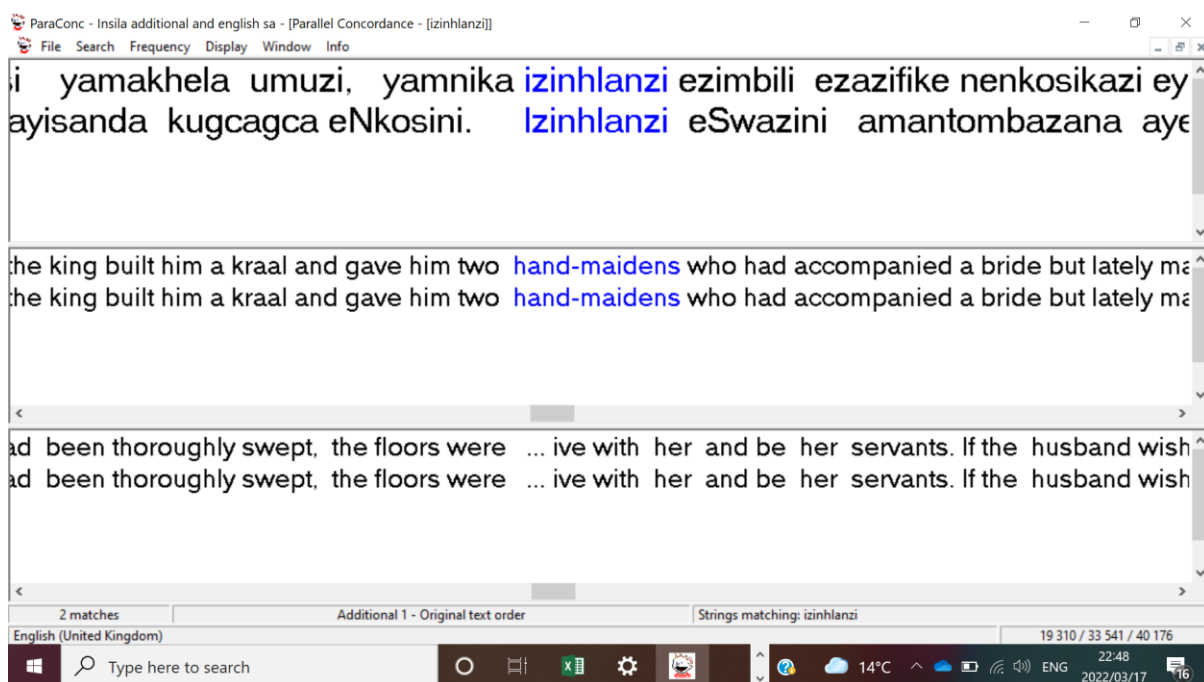 ParaConc - Insila additional and english sa - [Parallel Concordance - [izinhlanzi]]
File Search Frequency Display Window Info
yamakhela umuzi, yamnika izinhlanzi ezimbili ezazifike nenkosikazi ey
ayisanda kugcagca eNkosini. Izinhlanzi eSwazini amantombazana aye
the king built him a kraal and gave him two hand-maidens who had accompanied a bride but lately ma
the king built him a kraal and gave him two hand-maidens who had accompanied a bride but lately ma
ad been thoroughly swept, the floors were ... ive with her and be her servants. If the husband wish
ad been thoroughly swept, the floors were ... ive with her and be her servants. If the husband wish
2 matches Additional 1 - Original text order Strings matching: izinhlanzi
English (United Kingdom) 19 310 / 33 541 / 40 176
Type here to search 14°C ENG 22:48
2022/03/17 16